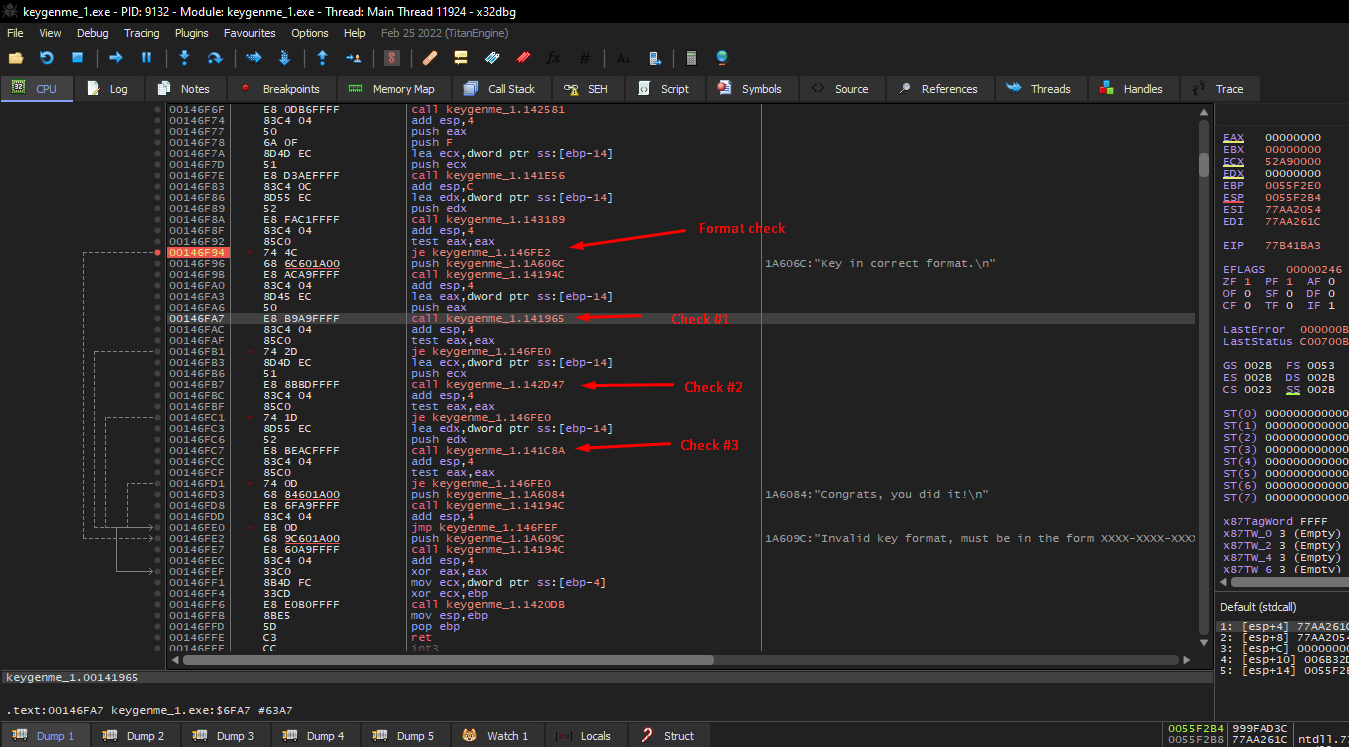 keygenme_1.exe - PID: 9132 - Module: keygenme_1.exe - Thread: Main Thread 11924 - x32dbg
File View Debug Tracing Plugins Favourites Options Help Feb 25 2022 (TitanEngine)
CPU Log Notes Breakpoints Memory Map Call Stack SEH Script Symbols Source References Threads Handles Trace
00146F6F E8 0DB6FFFF call keygenme_1.142581
00146F74 83C4 04 add esp,4
00146F77 50 push eax
00146F78 6A 0F push F
00146F7A 8D4D EC lea ecx,dword ptr ss:[ebp-14]
00146F7D 51 push ecx
00146F7E E8 D3AEFFFF call keygenme_1.141E56
00146F83 83C4 0C add esp,C
00146F86 8D55 EC lea edx,dword ptr ss:[ebp-14]
00146F89 52 push edx
00146F8A E8 FAC1FFFF call keygenme_1.143189
00146F8F 83C4 04 add esp,4
00146F92 85C0 test eax,eax
00146F94 74 4C je keygenme_1.146FE2
00146F96 68 6C601A00 push keygenme_1.1A606C 1A606C:"Key in correct format.\n"
00146F9B E8 ACA9FFFF call keygenme_1.14194C
00146FA0 83C4 04 add esp,4
00146FA3 8D45 EC lea eax,dword ptr ss:[ebp-14]
00146FA6 50 push eax
00146FA7 E8 B9A9FFFF call keygenme_1.141965
00146FAC 83C4 04 add esp,4
00146FAF 85C0 test eax,eax
00146FB1 74 2D je keygenme_1.146FE0
00146FB3 8D4D EC lea ecx,dword ptr ss:[ebp-14]
00146FB6 51 push ecx
00146FB7 E8 8BBDFFFF call keygenme_1.142D47
00146FBC 83C4 04 add esp,4
00146FBF 85C0 test eax,eax
00146FC1 74 1D je keygenme_1.146FE0
00146FC3 8D55 EC lea edx,dword ptr ss:[ebp-14]
00146FC6 52 push edx
00146FC7 E8 BEACFFFF call keygenme_1.141C8A
00146FCC 83C4 04 add esp,4
00146FCF 85C0 test eax,eax
00146FD1 74 0D je keygenme_1.146FE0
00146FD3 68 84601A00 push keygenme_1.1A6084 1A6084:"Congrats, you did it!\n"
00146FD8 E8 6FA9FFFF call keygenme_1.14194C
00146FDD 83C4 04 add esp,4
00146FE0 EB 0D jmp keygenme_1.146FEF
00146FE2 68 9C601A00 push keygenme_1.1A609C 1A609C:"Invalid key format, must be in the form XXXX-XXXX-XXX
00146FE7 E8 60A9FFFF call keygenme_1.14194C
00146FEC 83C4 04 add esp,4
00146FEF 33C0 xor eax,eax
00146FF1 8B4D FC mov ecx,dword ptr ss:[ebp-4]
00146FF4 33CD xor ecx,ebp
00146FF6 E8 E0B0FFFF call keygenme_1.1420DB
00146FFB 8BE5 mov esp,ebp
00146FFD 5D pop ebp
00146FFE C3 ret
CC int3
Format check
Check #1
Check #2
Check #3
EAX 00000000
EBX 00000000
ECX 52A90000
EDX 00000000
EBP 0055F2E0
ESP 0055F2B4
ESI 77AA2054
EDI 77AA261C
EIP 77B41BA3
EFLAGS 00000246
ZF 1 PF 1 AF 0
OF 0 SF 0 DF 0
CF 0 TF 0 IF 1
LastError 000000B
LastStatus C00700B
GS 002B FS 0053
ES 002B DS 002B
CS 0023 SS 002B
ST(0) 000000000000
ST(1) 000000000000
ST(2) 000000000000
ST(3) 000000000000
ST(4) 000000000000
ST(5) 000000000000
ST(6) 000000000000
ST(7) 000000000000
x87TagWord FFFF
x87TW_0 3 (Empty)
x87TW_2 3 (Empty)
x87TW_4 3 (Empty)
x87TW_6 3 (Empty)
Default (stdcall)
1: [esp+4] 77AA261C
2: [esp+8] 77AA2054
3: [esp+C] 00000000
4: [esp+10] 006B32D
5: [esp+14] 0055F2E
keygenme_1.00141965
.text:00146FA7 keygenme_1.exe:$6FA7 #63A7
Dump 1 Dump 2 Dump 3 Dump 4 Dump 5 Watch 1 Locals Struct
0055F2B4 999FAD3C
0055F2B8 77AA261C ntdll.77